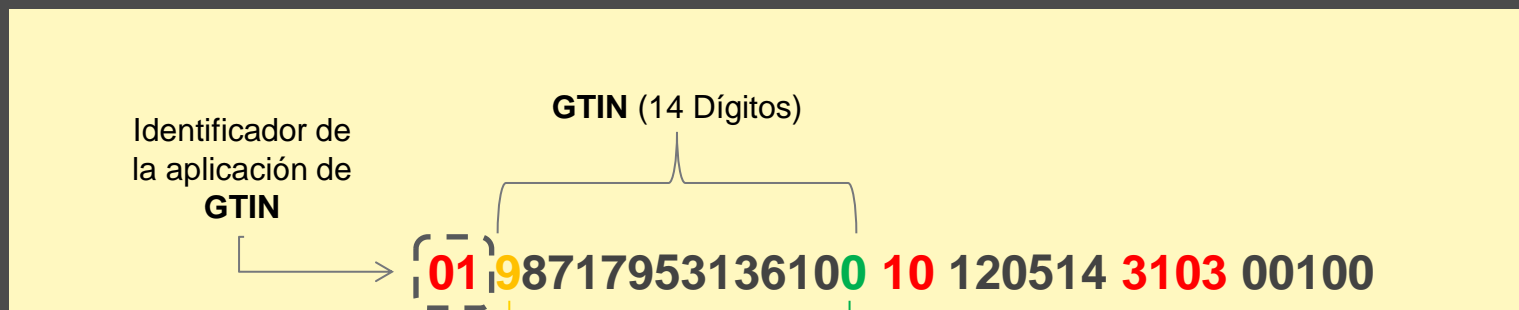 GTIN (14 Dígitos)
Identificador de
la aplicación de
GTIN
01 98717953136100 10 120514 3103 00100